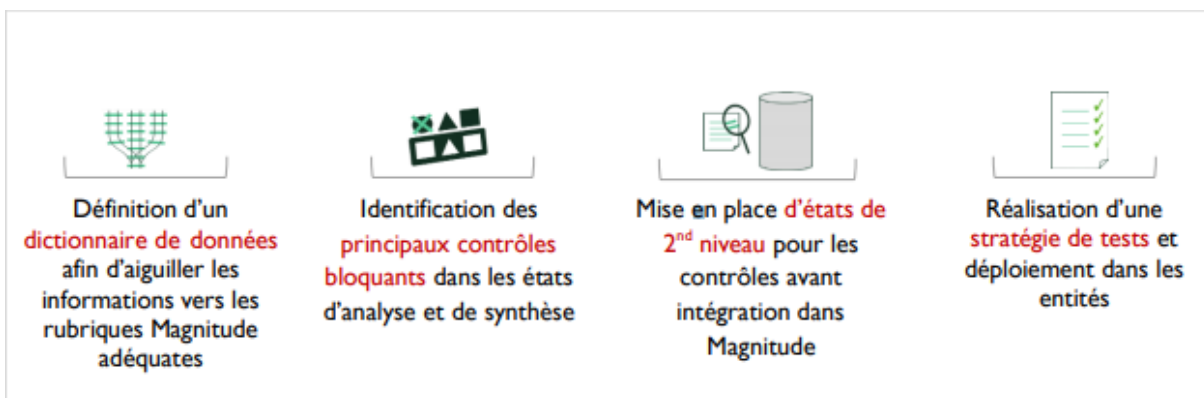 Définition d'un
dictionnaire de données
afin d'aiguiller les
informations vers les
rubriques Magnitude
adéquates
Identification des
principaux contrôles
bloquants dans les états
d'analyse et de synthèse
Mise en place d'états de
2nd niveau pour les
contrôles avant
intégration dans
Magnitude
Réalisation d'une
stratégie de tests et
déploiement dans les
entités